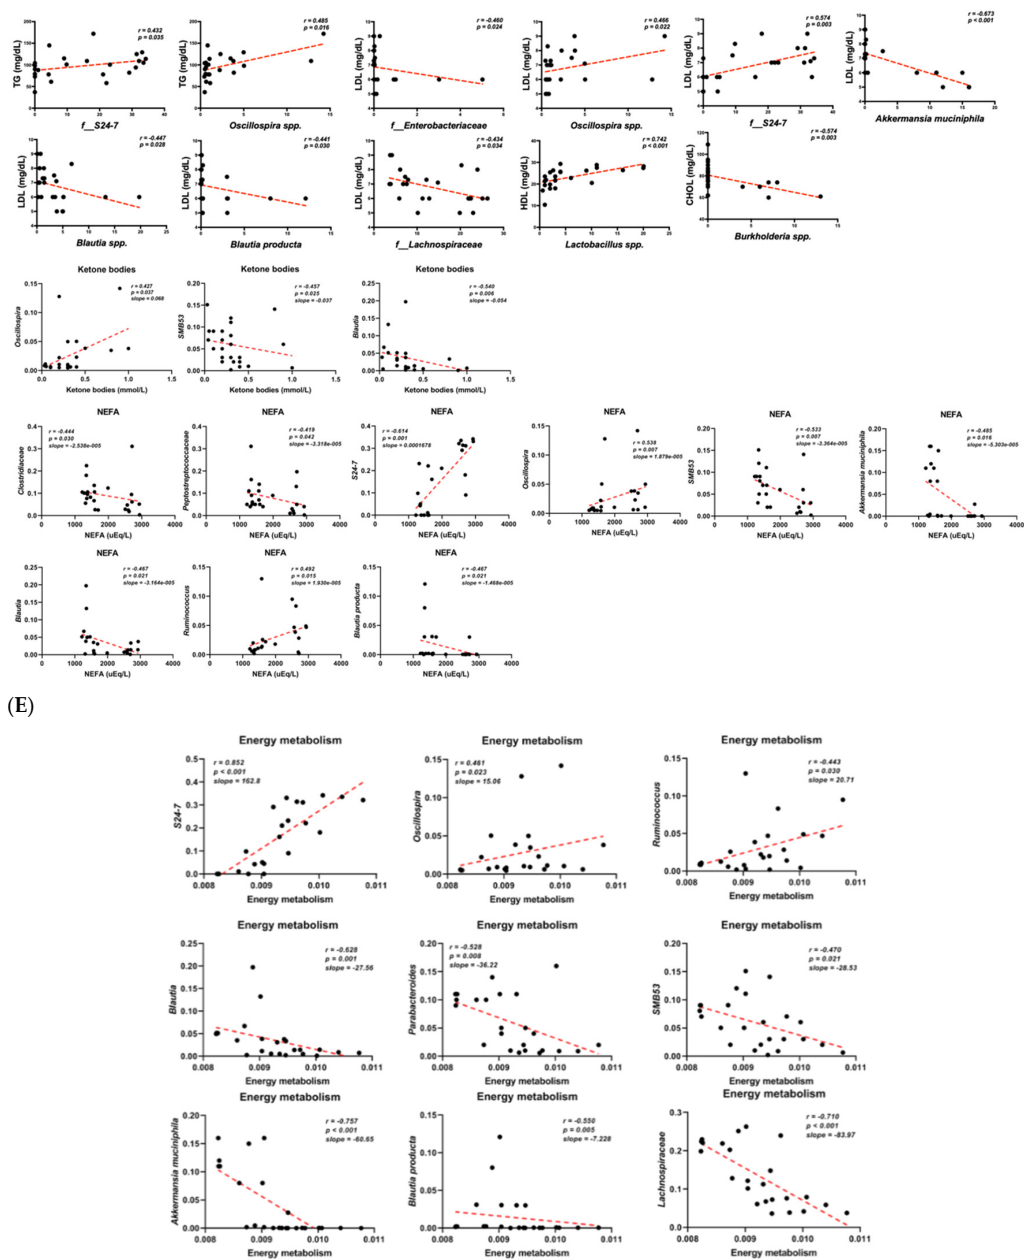 r = 0.432
p = 0.035
TG (mg/dL)
f__S24-7
r = 0.485
p = 0.016
TG (mg/dL)
Oscillospira spp.
r = -0.460
p = 0.024
LDL (mg/dL)
f__Enterobacteriaceae
r = 0.466
p = 0.022
LDL (mg/dL)
Oscillospira spp.
r = 0.574
p = 0.003
LDL (mg/dL)
f__S24-7
r = -0.673
p < 0.001
LDL (mg/dL)
Akkermansia muciniphila
r = -0.447
p = 0.028
LDL (mg/dL)
Blautia spp.
r = -0.441
p = 0.030
LDL (mg/dL)
Blautia producta
r = -0.434
p = 0.034
LDL (mg/dL)
f__Lachnospiraceae
r = 0.742
p < 0.001
HDL (mg/dL)
Lactobacillus spp.
r = -0.574
p = 0.003
CHOL (mg/dL)
Burkholderia spp.
Ketone bodies
r = 0.427
p = 0.037
slope = 0.068
Oscillospira
Ketone bodies (mmol/L)
Ketone bodies
r = -0.457
p = 0.025
slope = -0.037
SMB53
Ketone bodies (mmol/L)
Ketone bodies
r = -0.540
p = 0.006
slope = -0.054
Blautia
Ketone bodies (mmol/L)
NEFA
r = -0.444
p = 0.030
slope = -2.538e-005
Clostridiaceae
NEFA (uEq/L)
NEFA
r = -0.419
p = 0.042
slope = -3.318e-005
Peptostreptococcaceae
NEFA (uEq/L)
NEFA
r = -0.614
p = 0.001
slope = 0.0001678
S24-7
NEFA (uEq/L)
NEFA
r = 0.538
p = 0.007
slope = 1.879e-005
Oscillospira
NEFA (uEq/L)
NEFA
r = -0.533
p = 0.007
slope = -3.364e-005
SMB53
NEFA (uEq/L)
NEFA
r = -0.485
p = 0.016
slope = -5.303e-005
Akkermansia muciniphila
NEFA (uEq/L)
NEFA
r = -0.467
p = 0.021
slope = -3.164e-005
Blautia
NEFA (uEq/L)
NEFA
r = 0.492
p = 0.015
slope = 1.930e-005
Ruminococcus
NEFA (uEq/L)
NEFA
r = -0.467
p = 0.021
slope = -1.468e-005
Blautia producta
NEFA (uEq/L)
(E)
Energy metabolism
r = 0.852
p < 0.001
slope = 162.8
S24-7
Energy metabolism
Energy metabolism
r = 0.461
p = 0.023
slope = 15.06
Oscillospira
Energy metabolism
Energy metabolism
r = -0.443
p = 0.030
slope = 20.71
Ruminococcus
Energy metabolism
Energy metabolism
r = -0.628
p = 0.001
slope = -27.56
Blautia
Energy metabolism
Energy metabolism
r = -0.528
p = 0.008
slope = -36.22
Parabacteroides
Energy metabolism
Energy metabolism
r = -0.470
p = 0.021
slope = -28.53
SMB53
Energy metabolism
Energy metabolism
r = -0.757
p < 0.001
slope = -60.65
Akkermansia muciniphila
Energy metabolism
Energy metabolism
r = -0.550
p = 0.005
slope = -7.228
Blautia producta
Energy metabolism
Energy metabolism
r = -0.710
p < 0.001
slope = -83.97
Lachnospiraceae
Energy metabolism